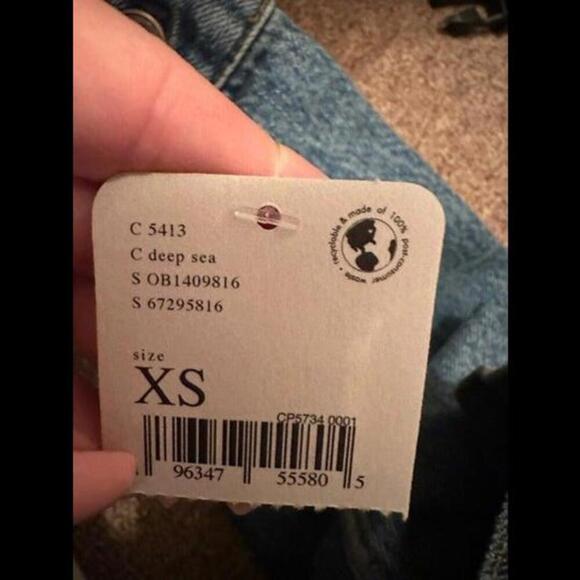 C 5413
C deep sea
S OB1409816
S 67295816
recyclable & made of 100% post-consumer waste •
size
XS
CP5734 0001
96347 55580 5